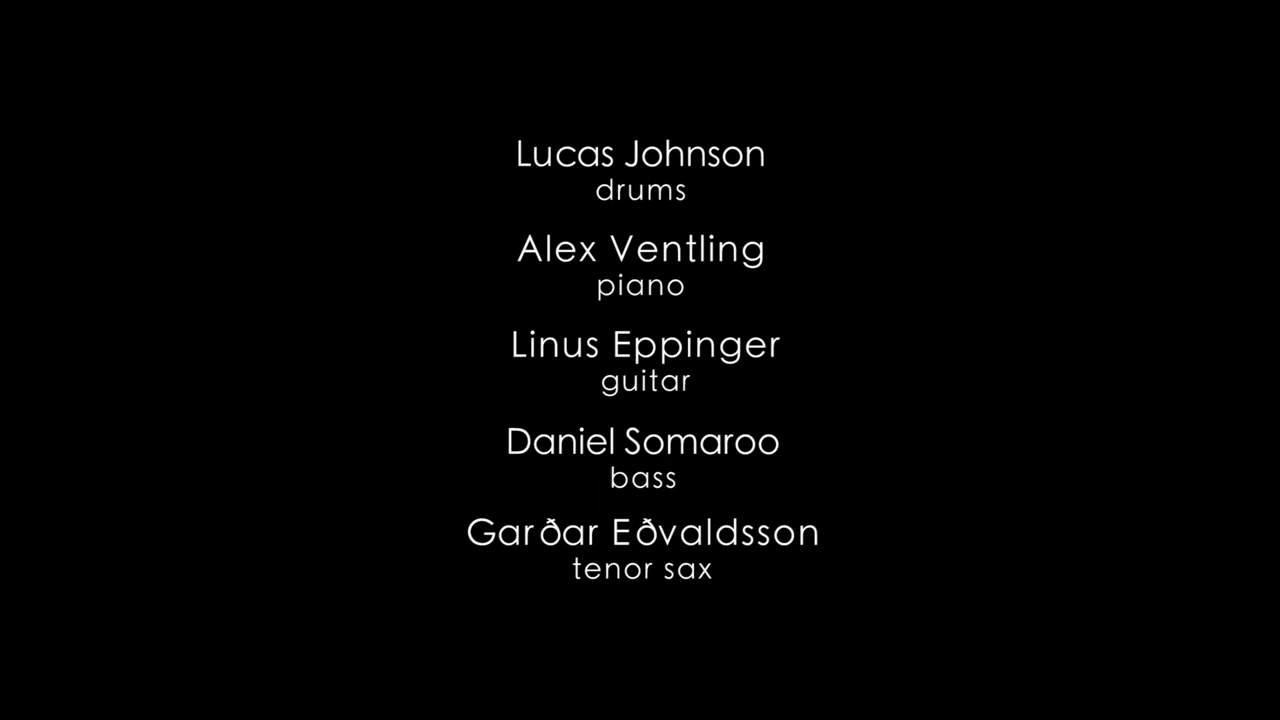 Lucas Johnson
drums
Alex Ventling
piano
Linus Eppinger
guitar
Daniel Somaroo
bass
Garðar Eðvaldsson
tenor sax